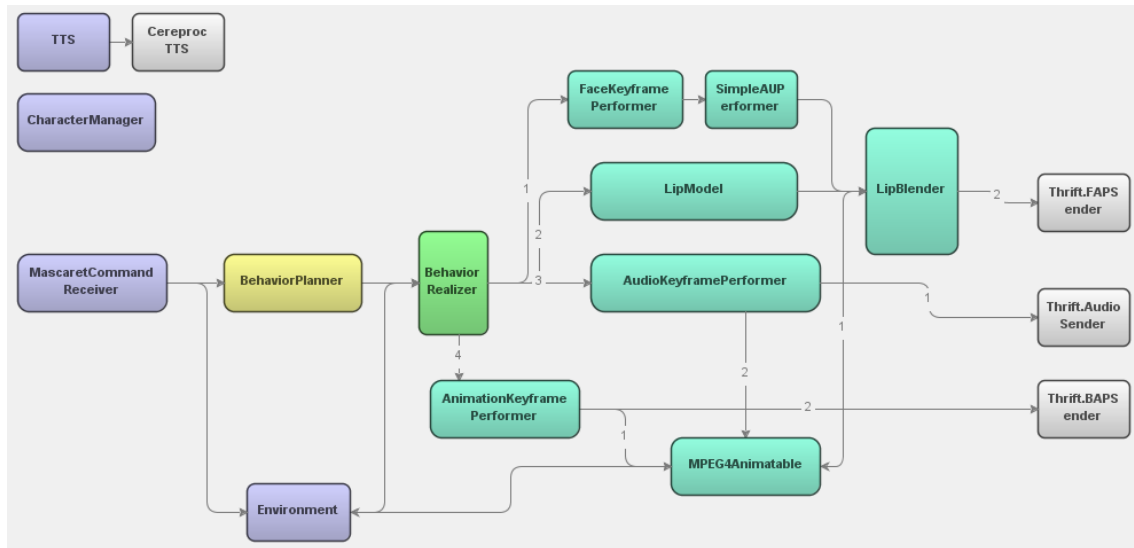 TTS
Cereproc
TTS
CharacterManager
FaceKeyframe
Performer
SimpleAUP
erformer
1
LipModel
LipBlender
2
Thrift.FAPS
ender
2
MascaretCommand
Receiver
BehaviorPlanner
Behavior
Realizer
3
AudioKeyframePerformer
1
Thrift.Audio
Sender
1
4
2
AnimationKeyframe
Performer
2
Thrift.BAPS
ender
1
MPEG4Animatable
Environment